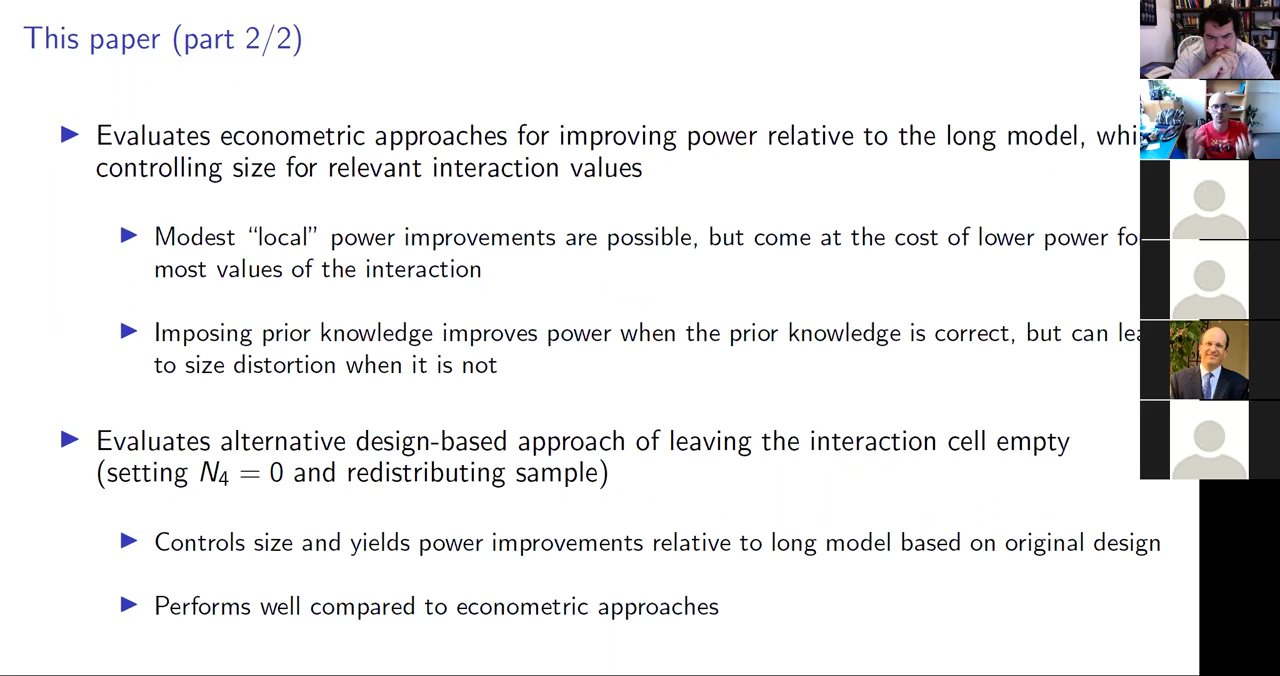 This paper (part 2/2)
▶ Evaluates econometric approaches for improving power relative to the long model,
controlling size for relevant interaction values
▶ Modest “local” power improvements are possible, but come at the cost of lower power
most values of the interaction
▶ Imposing prior knowledge improves power when the prior knowledge is correct, but can
to size distortion when it is not
▶ Evaluates alternative design-based approach of leaving the interaction cell empty
(setting N₄ = 0 and redistributing sample)
▶ Controls size and yields power improvements relative to long model based on original design
▶ Performs well compared to econometric approaches